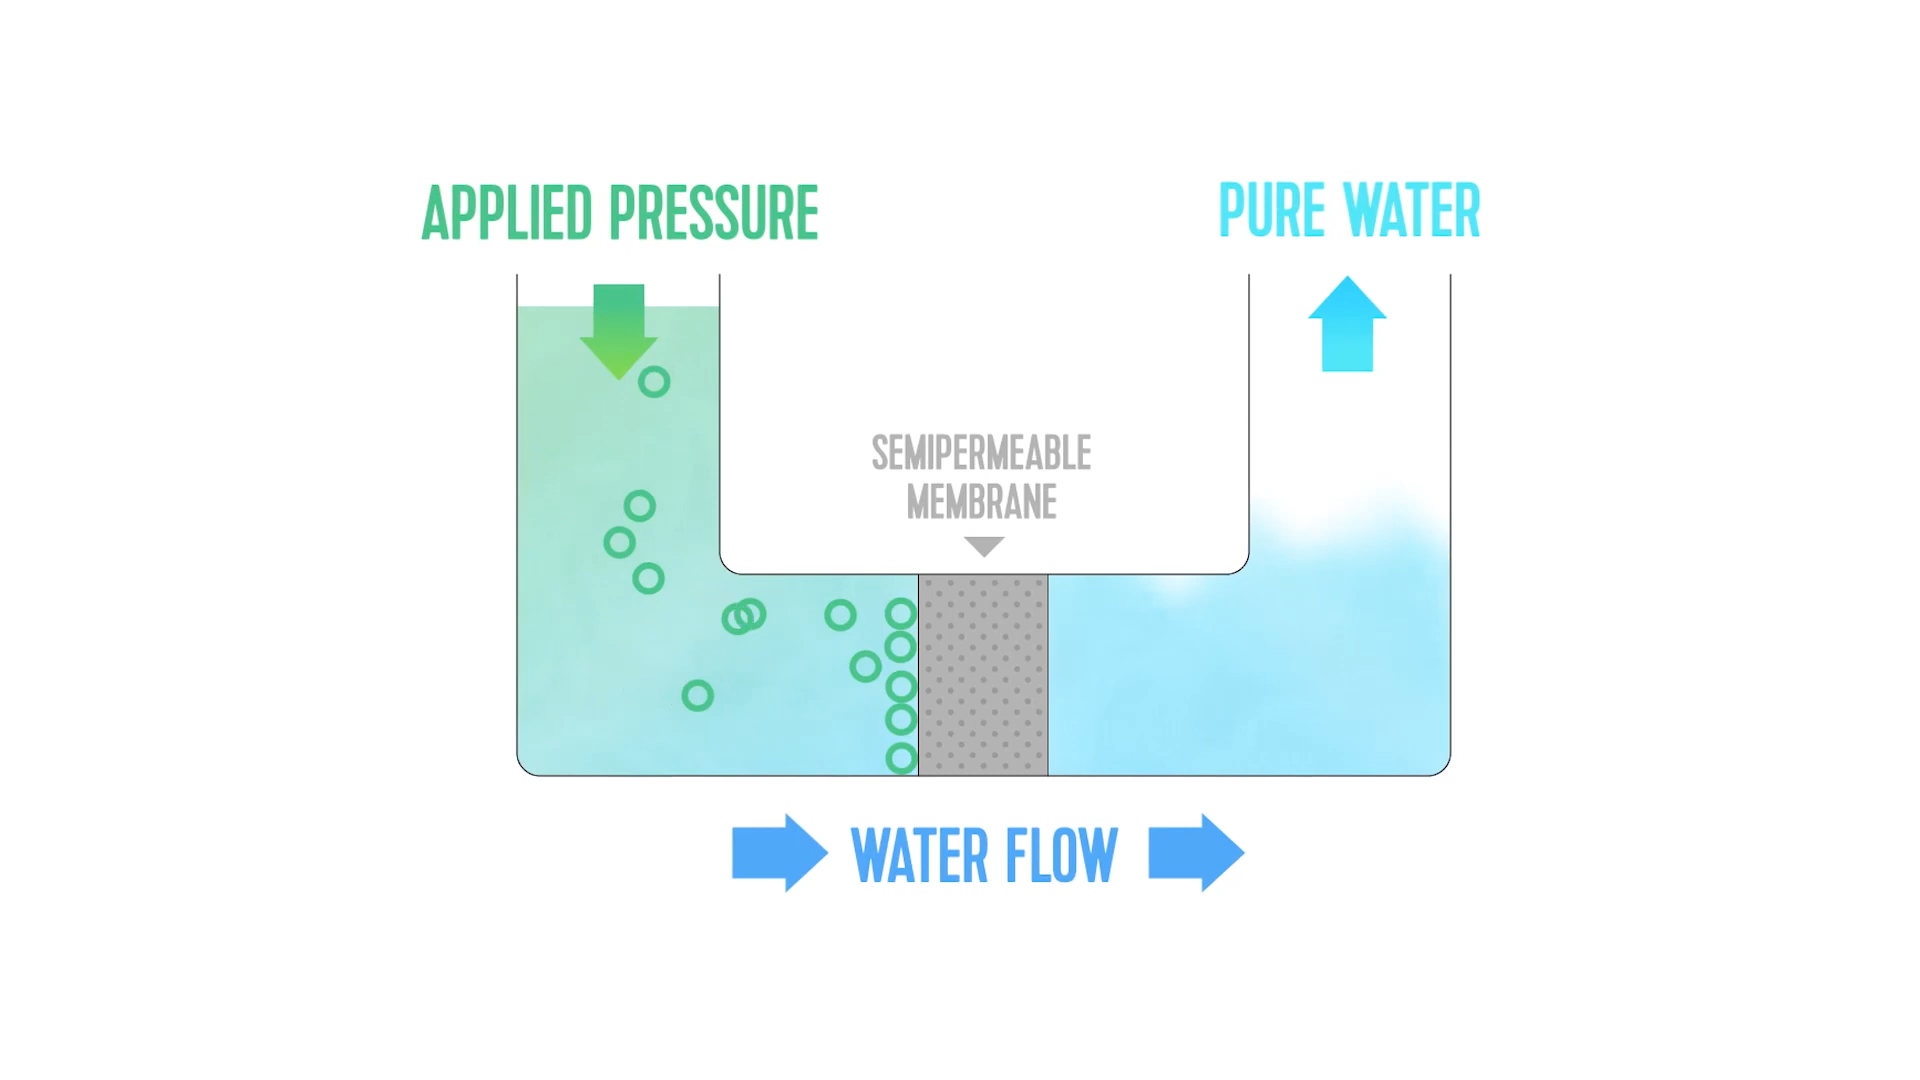 APPLIED PRESSURE
PURE WATER
SEMIPERMEABLE
MEMBRANE
WATER FLOW